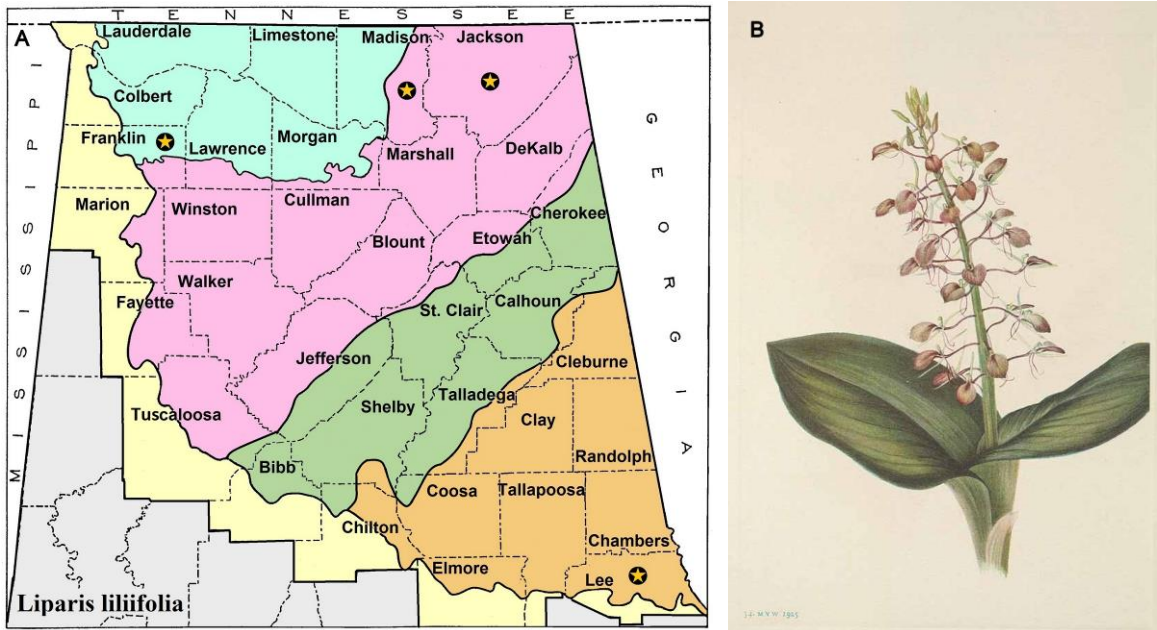 A
T E N N E S S E E
Lauderdale
Limestone
Madison
Jackson
Colbert
Franklin
Lawrence
Morgan
Marshall
DeKalb
Marion
Winston
Cullman
Cherokee
Blount
Etowah
Walker
Fayette
St. Clair
Calhoun
Jefferson
Cleburne
Tuscaloosa
Shelby
Talladega
Clay
Bibb
Randolph
Coosa
Tallapoosa
Chilton
Chambers
Elmore
Lee
M I S S I S S I P P I
G E O R G I A
Liparis liliifolia
B